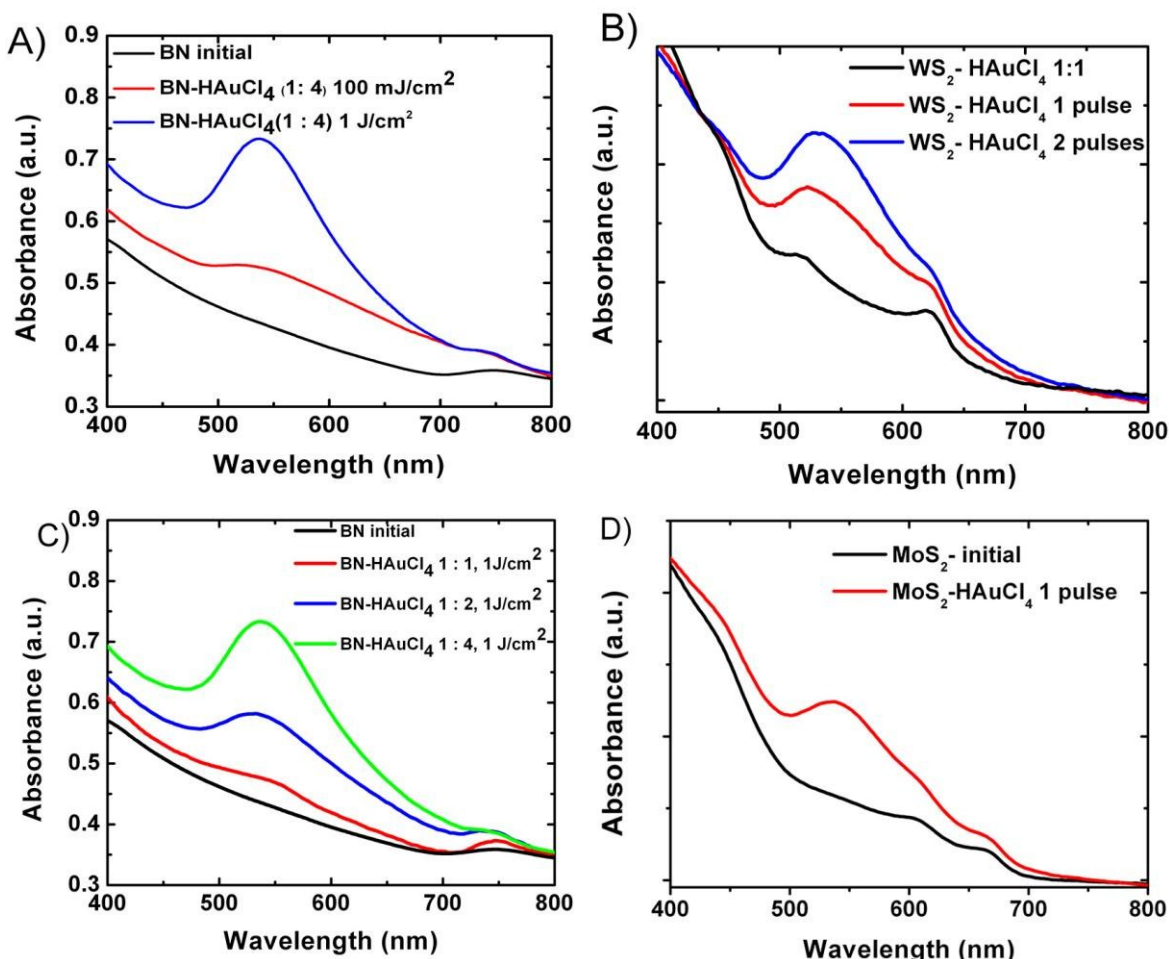 A)
BN initial
BN-HAuCl₄ (1: 4) 100 mJ/cm²
BN-HAuCl₄(1 : 4) 1 J/cm²
0.9
0.8
0.7
0.6
0.5
0.4
0.3
Absorbance (a.u.)
400 500 600 700 800
Wavelength (nm)
B)
WS₂- HAuCl₄ 1:1
WS₂- HAuCl₄ 1 pulse
WS₂- HAuCl₄ 2 pulses
Absorbance (a.u.)
400 500 600 700 800
Wavelength (nm)
C)
BN initial
BN-HAuCl₄ 1 : 1, 1J/cm²
BN-HAuCl₄ 1 : 2, 1J/cm²
BN-HAuCl₄ 1 : 4, 1 J/cm²
0.9
0.8
0.7
0.6
0.5
0.4
0.3
Absorbance (a.u.)
400 500 600 700 800
Wavelength (nm)
D)
MoS₂- initial
MoS₂-HAuCl₄ 1 pulse
Absorbance (a.u.)
400 500 600 700 800
Wavelength (nm)